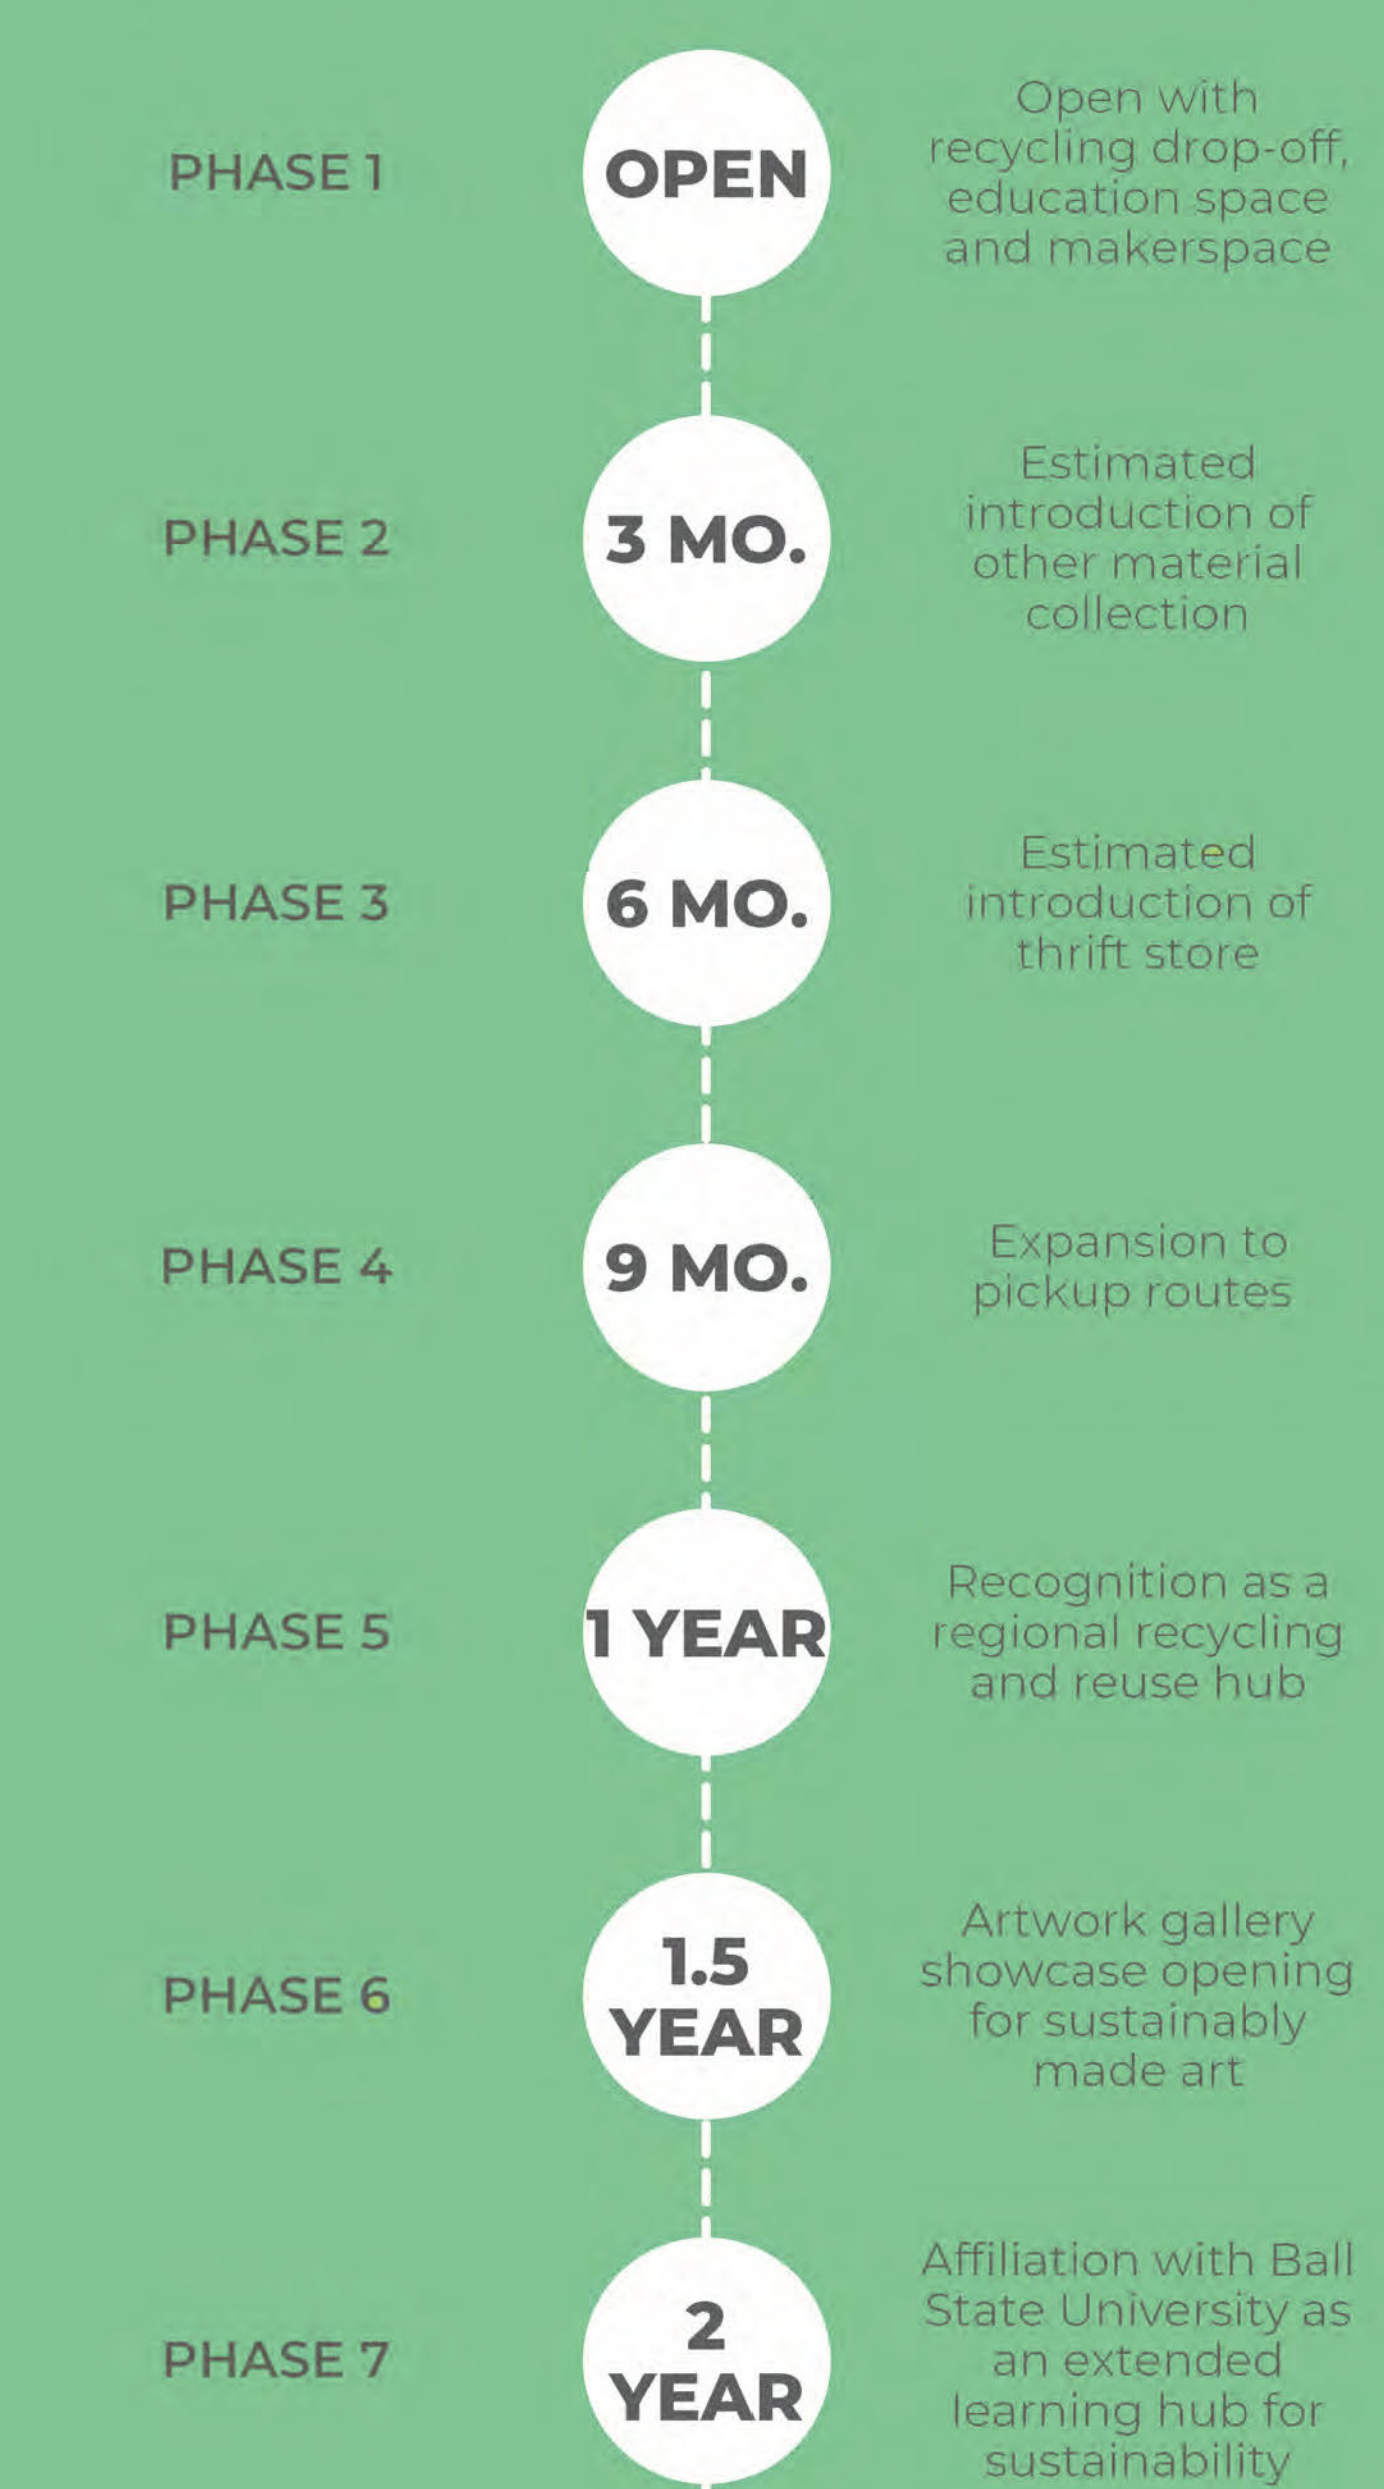 PHASE 1
OPEN
Open with
recycling drop-off,
education space
and makerspace
PHASE 2
3 MO.
Estimated
introduction of
other material
collection
PHASE 3
6 MO.
Estimated
introduction of
thrift store
PHASE 4
9 MO.
Expansion to
pickup routes
PHASE 5
1 YEAR
Recognition as a
regional recycling
and reuse hub
PHASE 6
1.5
YEAR
Artwork gallery
showcase opening
for sustainably
made art
PHASE 7
2
YEAR
Affiliation with Ball
State University as
an extended
learning hub for
sustainability